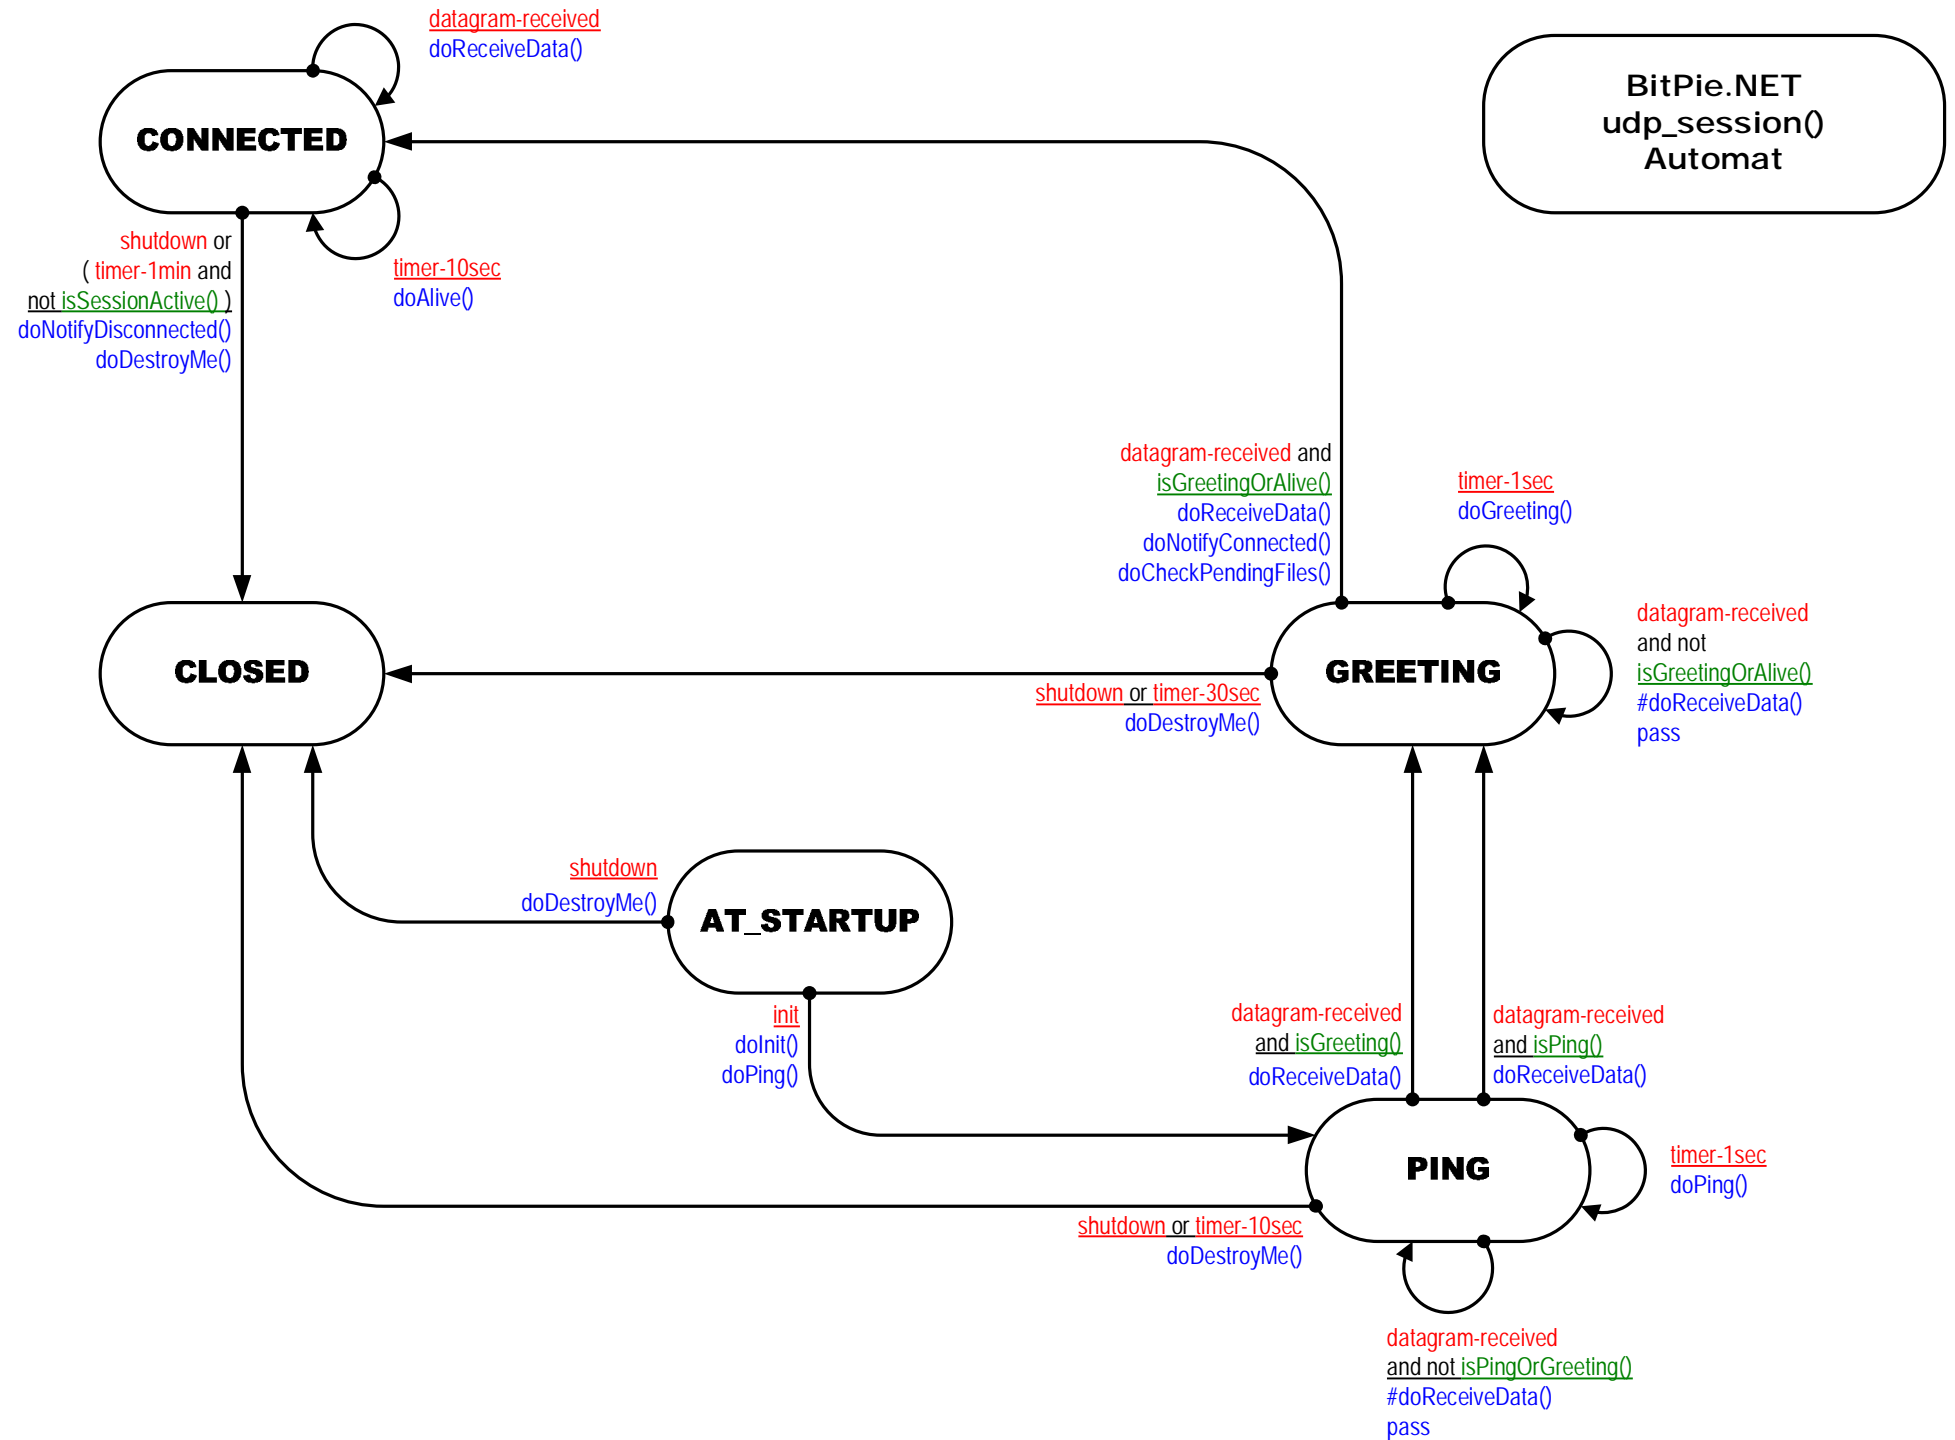 datagram-received
doReceiveData()
BitPie.NET
udp_session()
Automat
CONNECTED
shutdown or
( timer-1min and
not isSessionActive() )
doNotifyDisconnected()
doDestroyMe()
timer-10sec
doAlive()
datagram-received and
isGreetingOrAlive()
doReceiveData()
doNotifyConnected()
doCheckPendingFiles()
timer-1sec
doGreeting()
datagram-received
and not
isGreetingOrAlive()
#doReceiveData()
pass
CLOSED
GREETING
shutdown or timer-30sec
doDestroyMe()
shutdown
doDestroyMe()
AT_STARTUP
init
doInit()
doPing()
datagram-received
and isGreeting()
doReceiveData()
datagram-received
and isPing()
doReceiveData()
PING
timer-1sec
doPing()
shutdown or timer-10sec
doDestroyMe()
datagram-received
and not isPingOrGreeting()
#doReceiveData()
pass